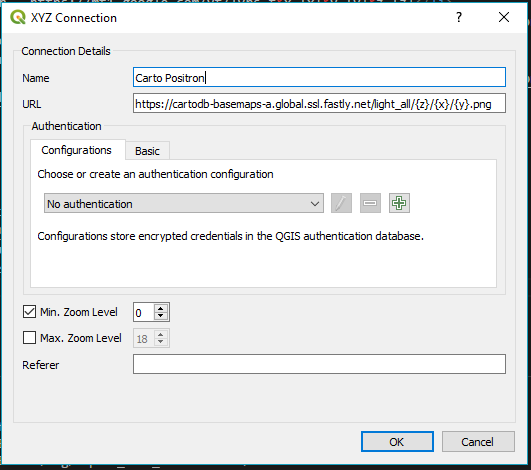 XYZ Connection
Connection Details
Name Carto Positron
URL https://cartodb-basemaps-a.global.ssl.fastly.net/light_all/{z}/{x}/{y}.png
Authentication
Configurations Basic
Choose or create an authentication configuration
No authentication
Configurations store encrypted credentials in the QGIS authentication database.
Min. Zoom Level 0
Max. Zoom Level 18
Referer
OK Cancel